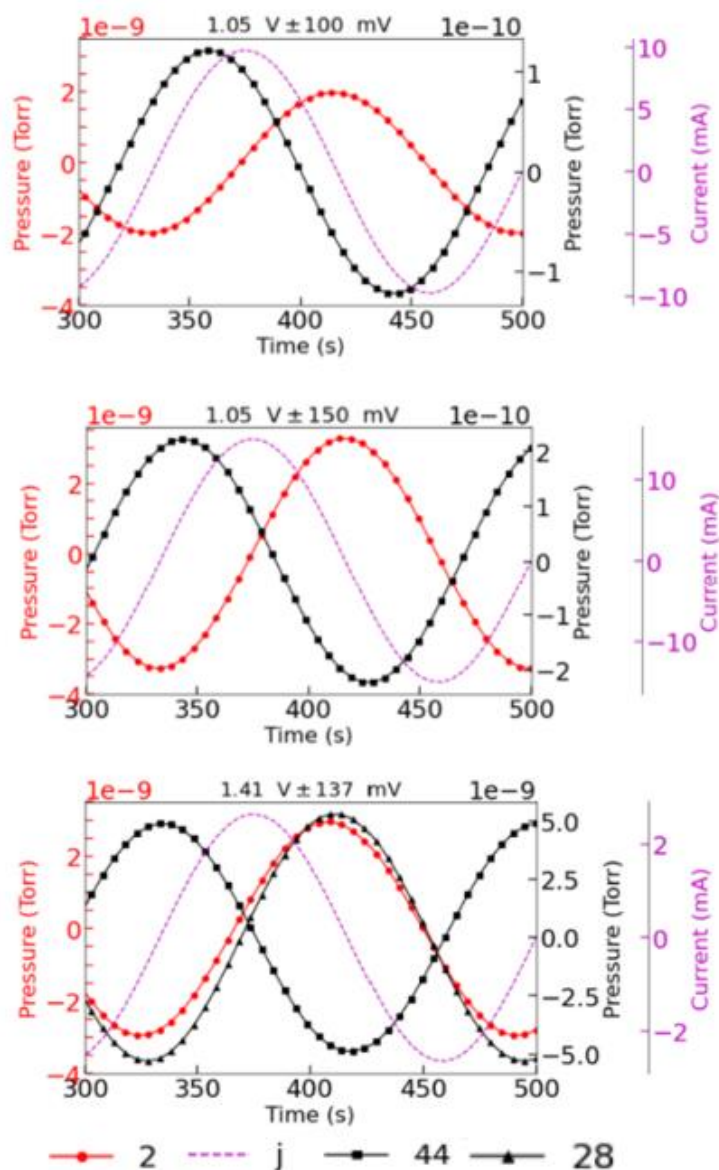 1e−9 1.05 V ± 100 mV 1e−10
Pressure (Torr)
2
0
−2
−4
1
0
−1
Pressure (Torr)
10
5
0
−5
−10
Current (mA)
300 350 400 450 500
Time (s)
1e−9 1.05 V ± 150 mV 1e−10
Pressure (Torr)
2
0
−2
−4
2
1
0
−1
−2
Pressure (Torr)
10
0
−10
Current (mA)
300 350 400 450 500
Time (s)
1e−9 1.41 V ± 137 mV 1e−9
Pressure (Torr)
2
0
−2
−4
5.0
2.5
0.0
−2.5
−5.0
Pressure (Torr)
2
0
−2
Current (mA)
300 350 400 450 500
Time (s)
2 j 44 28